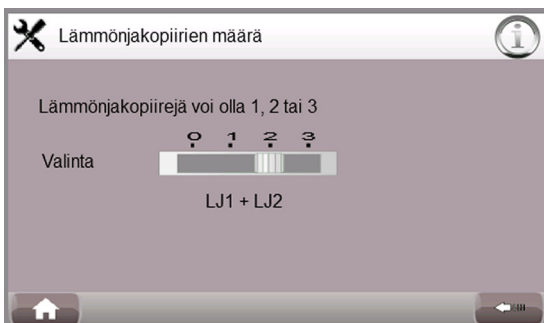 Lämmönjakopiirien määrä
Lämmönjakopiirejä voi olla 1, 2 tai 3
0 1 2 3
Valinta
LJ1 + LJ2